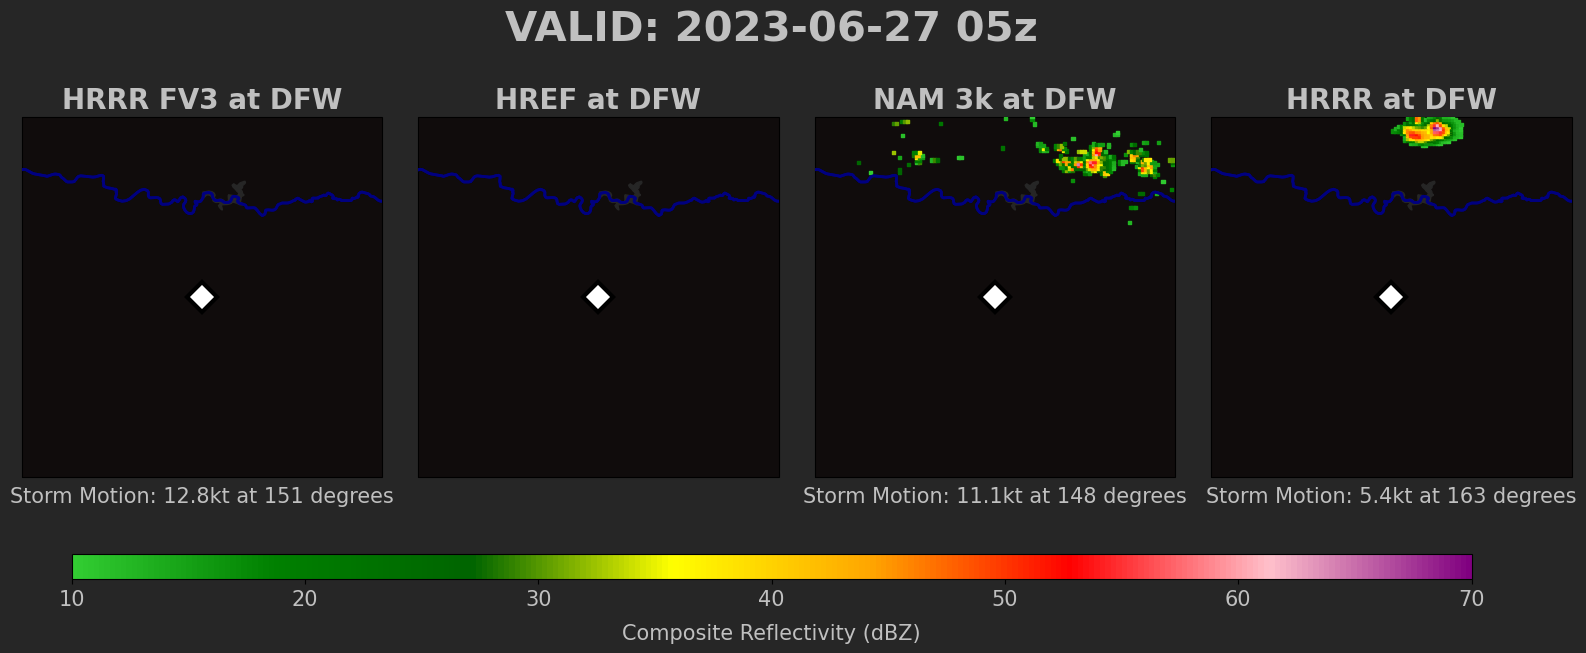 VALID: 2023-06-27 05z
HRRR FV3 at DFW
HREF at DFW
NAM 3k at DFW
HRRR at DFW
Storm Motion: 12.8kt at 151 degrees
Storm Motion: 11.1kt at 148 degrees
Storm Motion: 5.4kt at 163 degrees
10 20 30 40 50 60 70
Composite Reflectivity (dBZ)